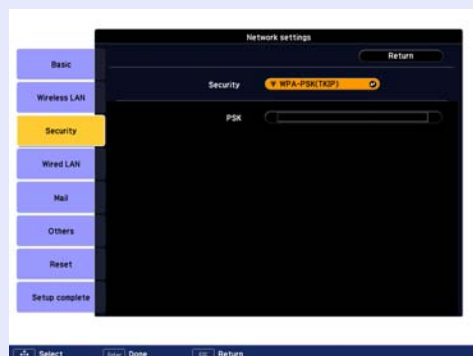 Network settings
Return
Basic
Wireless LAN
Security
Wired LAN
Mail
Others
Reset
Setup complete
Security WPA-PSK(TKIP)
PSK
Select Enter Done ESC Return